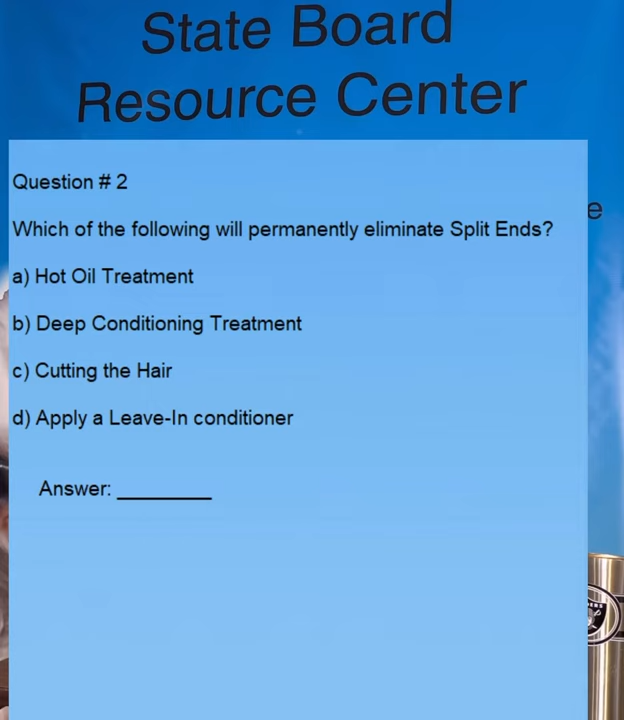 State Board
Resource Center
e
Question # 2
Which of the following will permanently eliminate Split Ends?
a) Hot Oil Treatment
b) Deep Conditioning Treatment
c) Cutting the Hair
d) Apply a Leave-In conditioner
Answer: _________